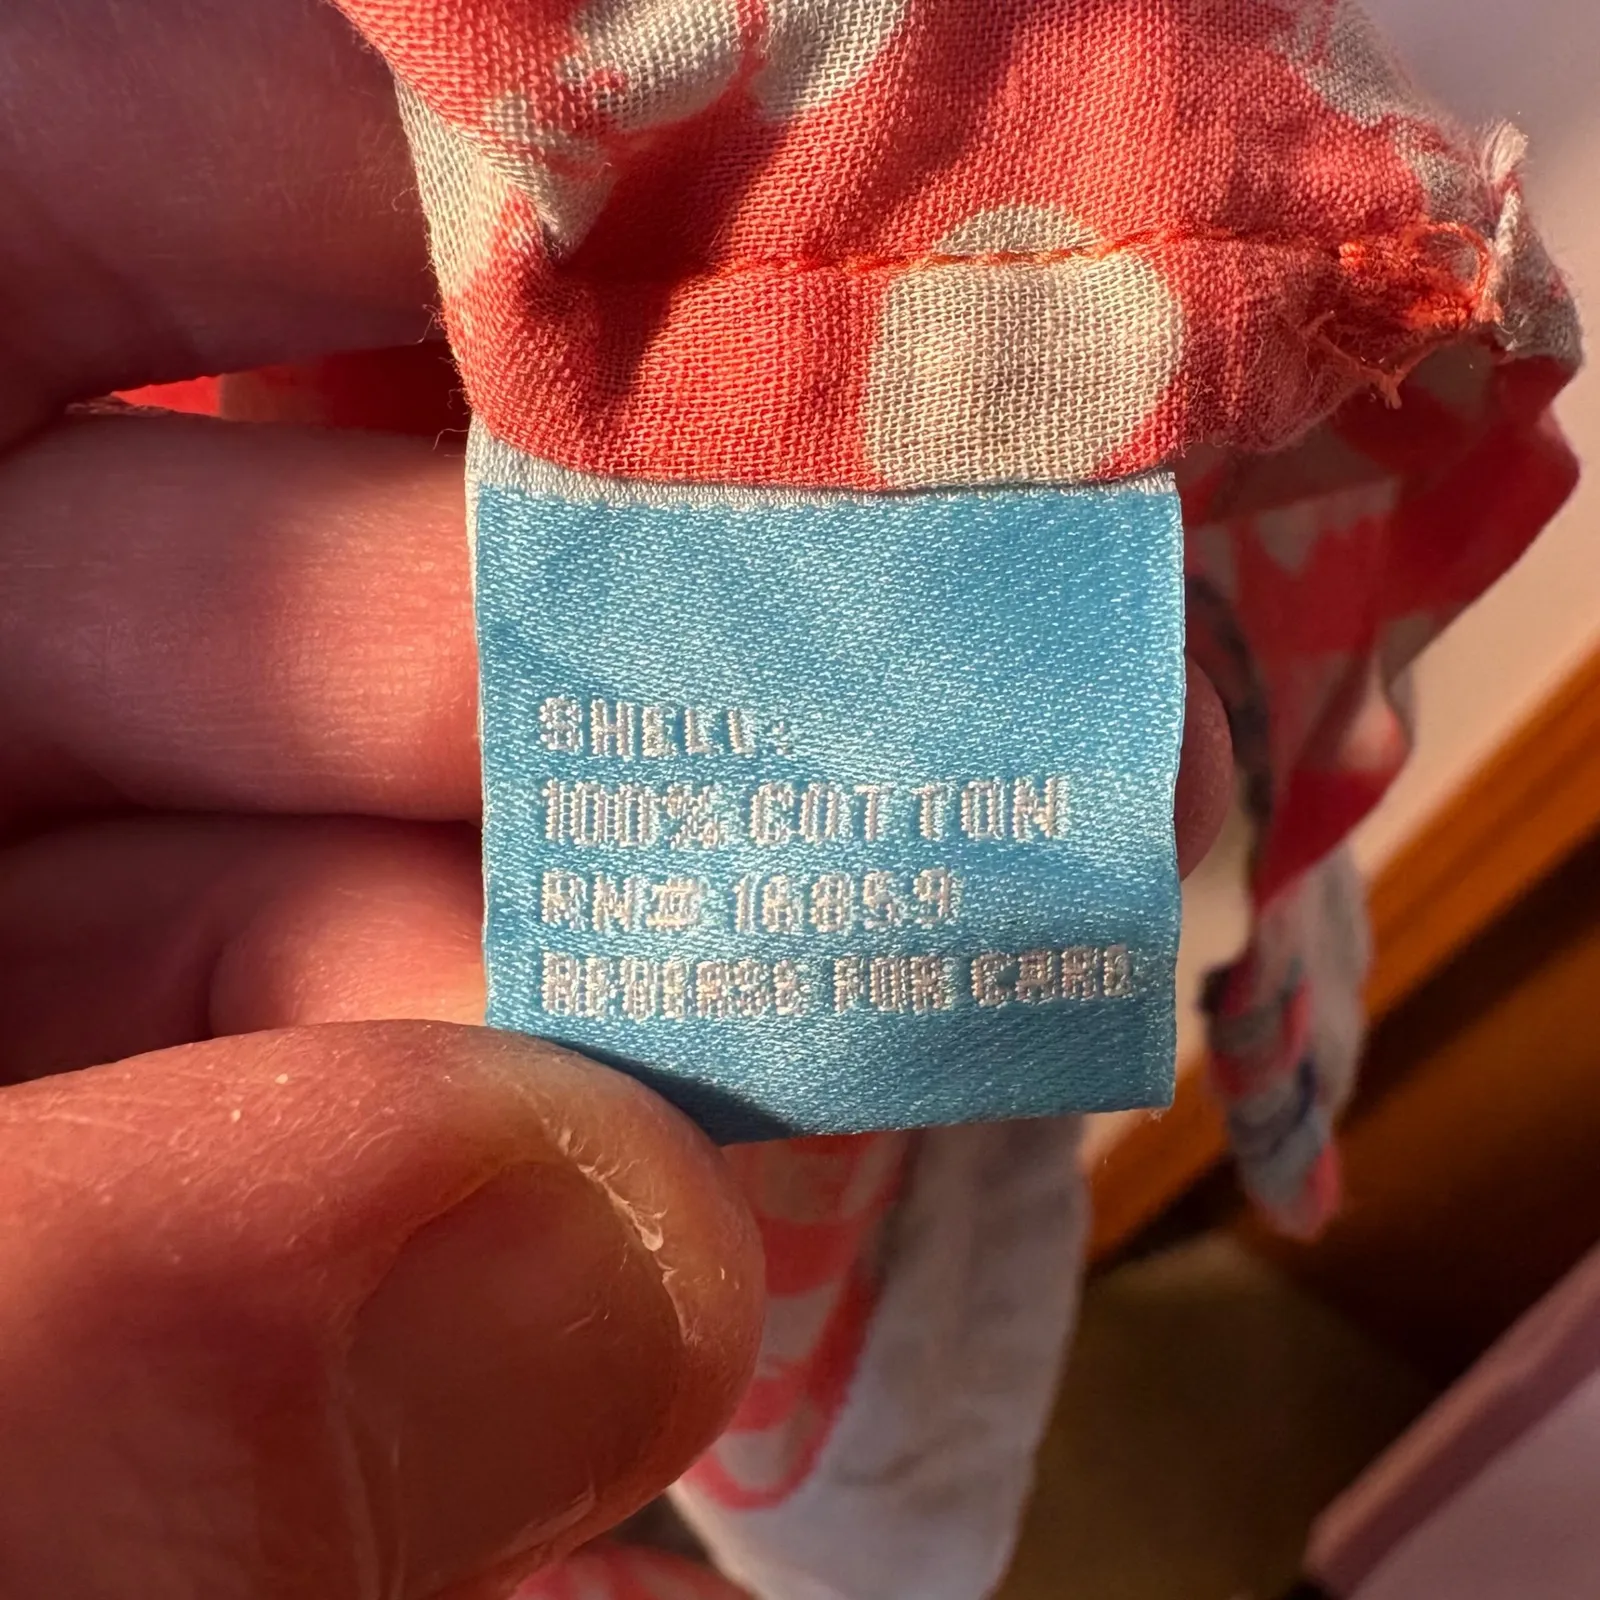 SHELL:
100% COTTON
RN# 16859
REVERSE FOR CARE